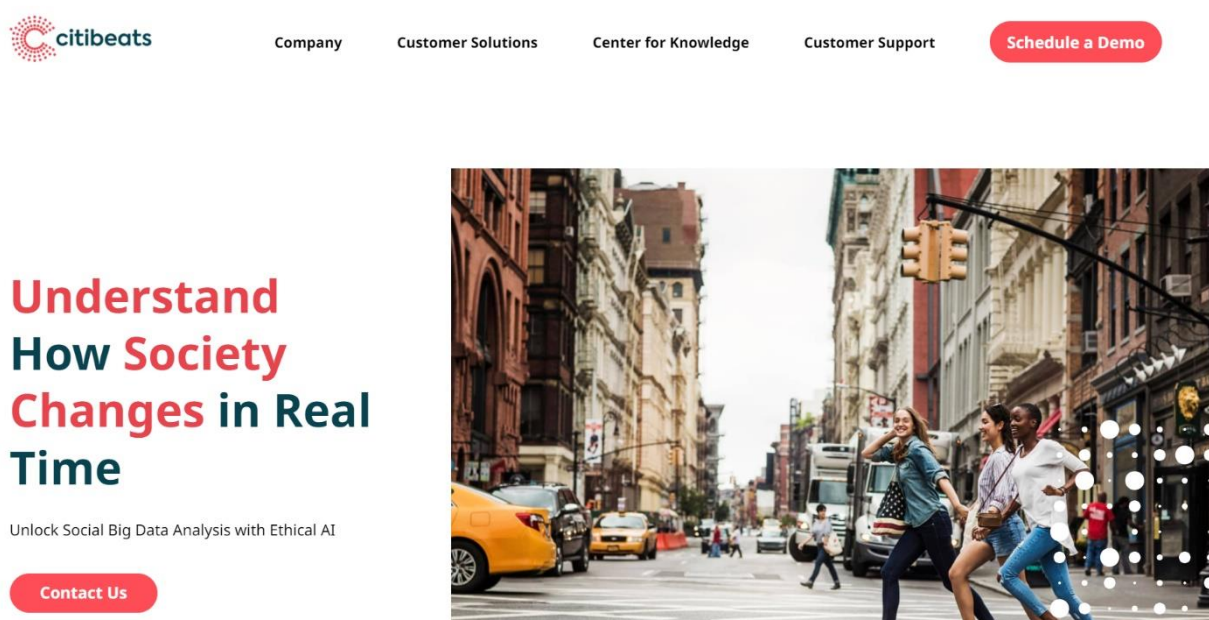 citibeats
Company
Customer Solutions
Center for Knowledge
Customer Support
Schedule a Demo
Understand
How Society
Changes in Real
Time
Unlock Social Big Data Analysis with Ethical AI
Contact Us